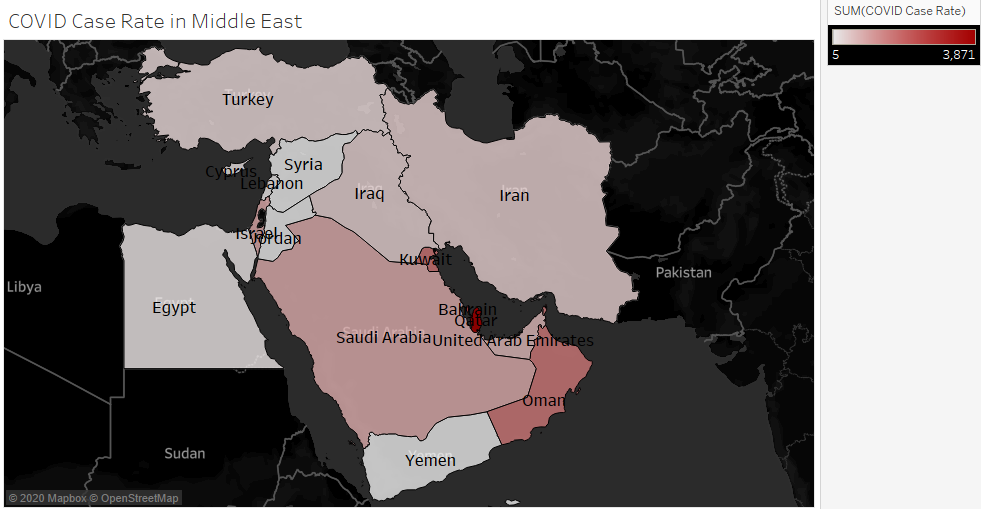 COVID Case Rate in Middle East
SUM(COVID Case Rate)
5 3,871
Turkey
Cyprus
Syria
Lebanon
Iraq
Iran
Israel
Jordan
Kuwait
Pakistan
Libya
Egypt
Bahrain
Qatar
Saudi Arabia
United Arab Emirates
Oman
Sudan
Yemen
© 2020 Mapbox © OpenStreetMap